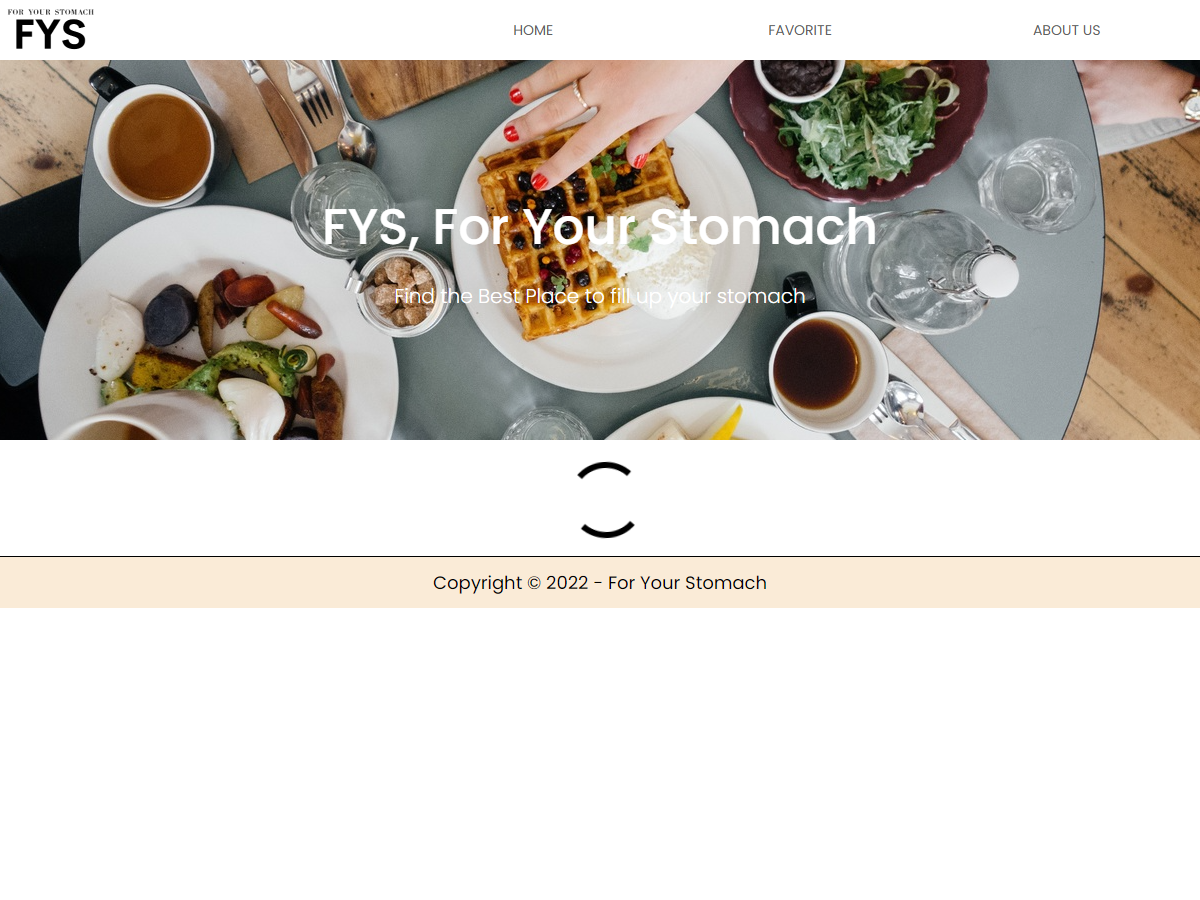 FOR YOUR STOMACH
FYS
HOME
FAVORITE
ABOUT US
FYS, For Your Stomach
Find the Best Place to fill up your stomach
Copyright © 2022 - For Your Stomach